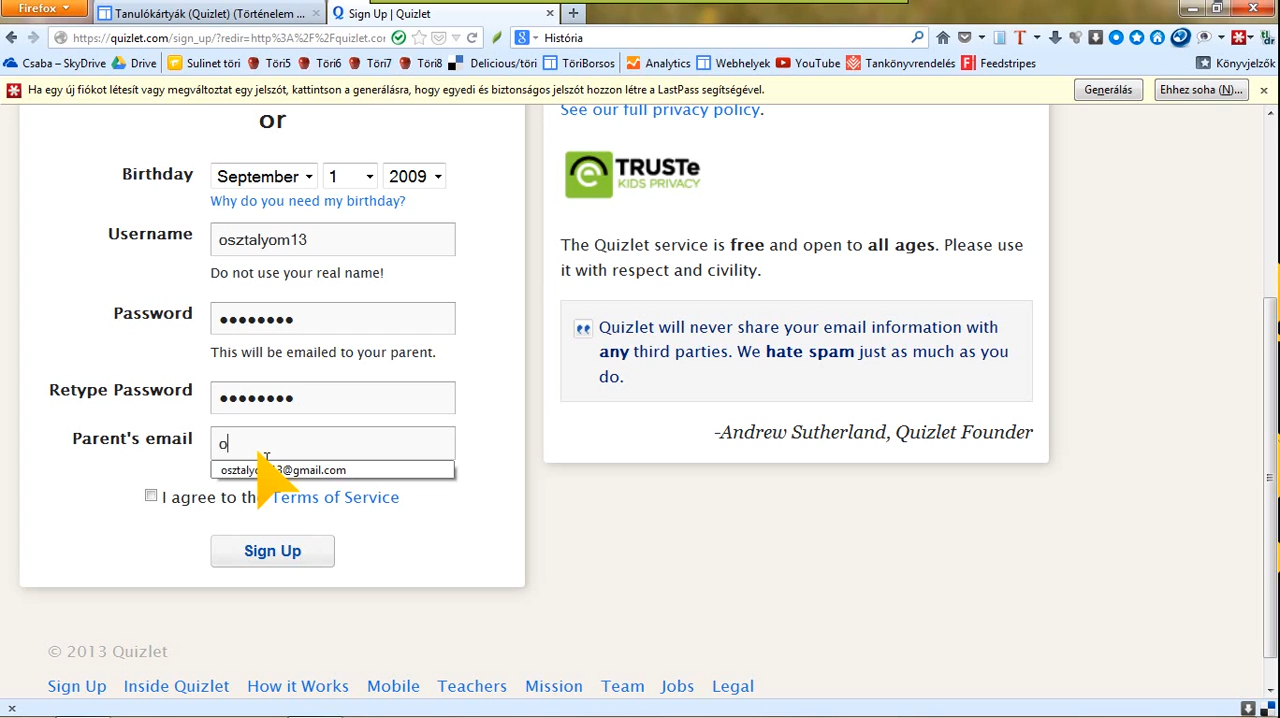 Firefox
Tanulókártyák (Quizlet) (Történelem ...
Sign Up | Quizlet
https://quizlet.com/sign_up/?redir=http%3A%2F%2Fquizlet.cor
História
Csaba – SkyDrive
Drive
Sulinet töri
Töri5
Töri6
Töri7
Töri8
Delicious/töri
TöriBorsos
Analytics
Webhelyek
YouTube
Tankönyvrendelés
Feedstripes
Könyvjelzők
Ha egy új fiókot létesít vagy megváltoztat egy jelszót, kattintson a generálásra, hogy egyedi és biztonságos jelszót hozon létre a LastPass segítségével.
Generálás
Ehhez soha (N)...
or
Birthday
September
1
2009
Why do you need my birthday?
Username
osztalyom13
Do not use your real name!
Password
••••••••
This will be emailed to your parent.
Retype Password
••••••••
Parent's email
o
I agree to the Terms of Service
Sign Up
See our full privacy policy.
TRUSTe
KIDS PRIVACY
The Quizlet service is free and open to all ages. Please use
it with respect and civility.
Quizlet will never share your email information with
any third parties. We hate spam just as much as you
do.
-Andrew Sutherland, Quizlet Founder
© 2013 Quizlet
Sign Up
Inside Quizlet
How it Works
Mobile
Teachers
Mission
Team
Jobs
Legal